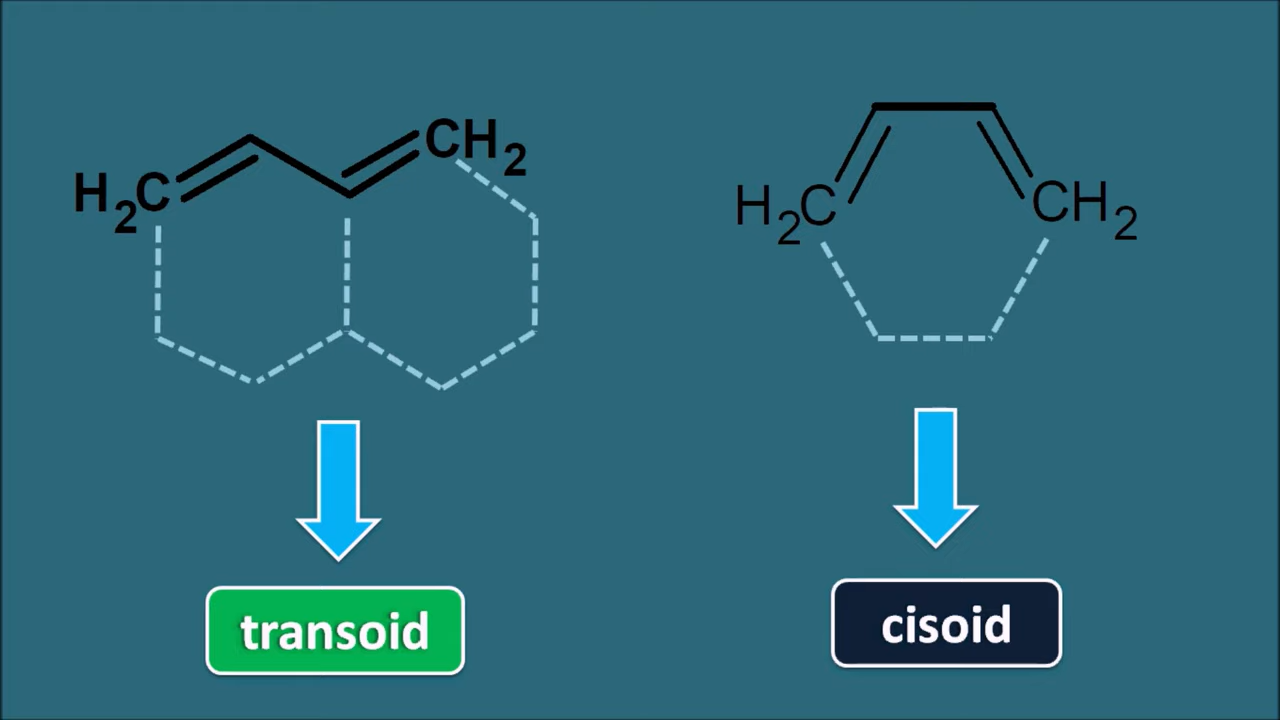 H₂C CH₂
H₂C CH₂
transoid
cisoid